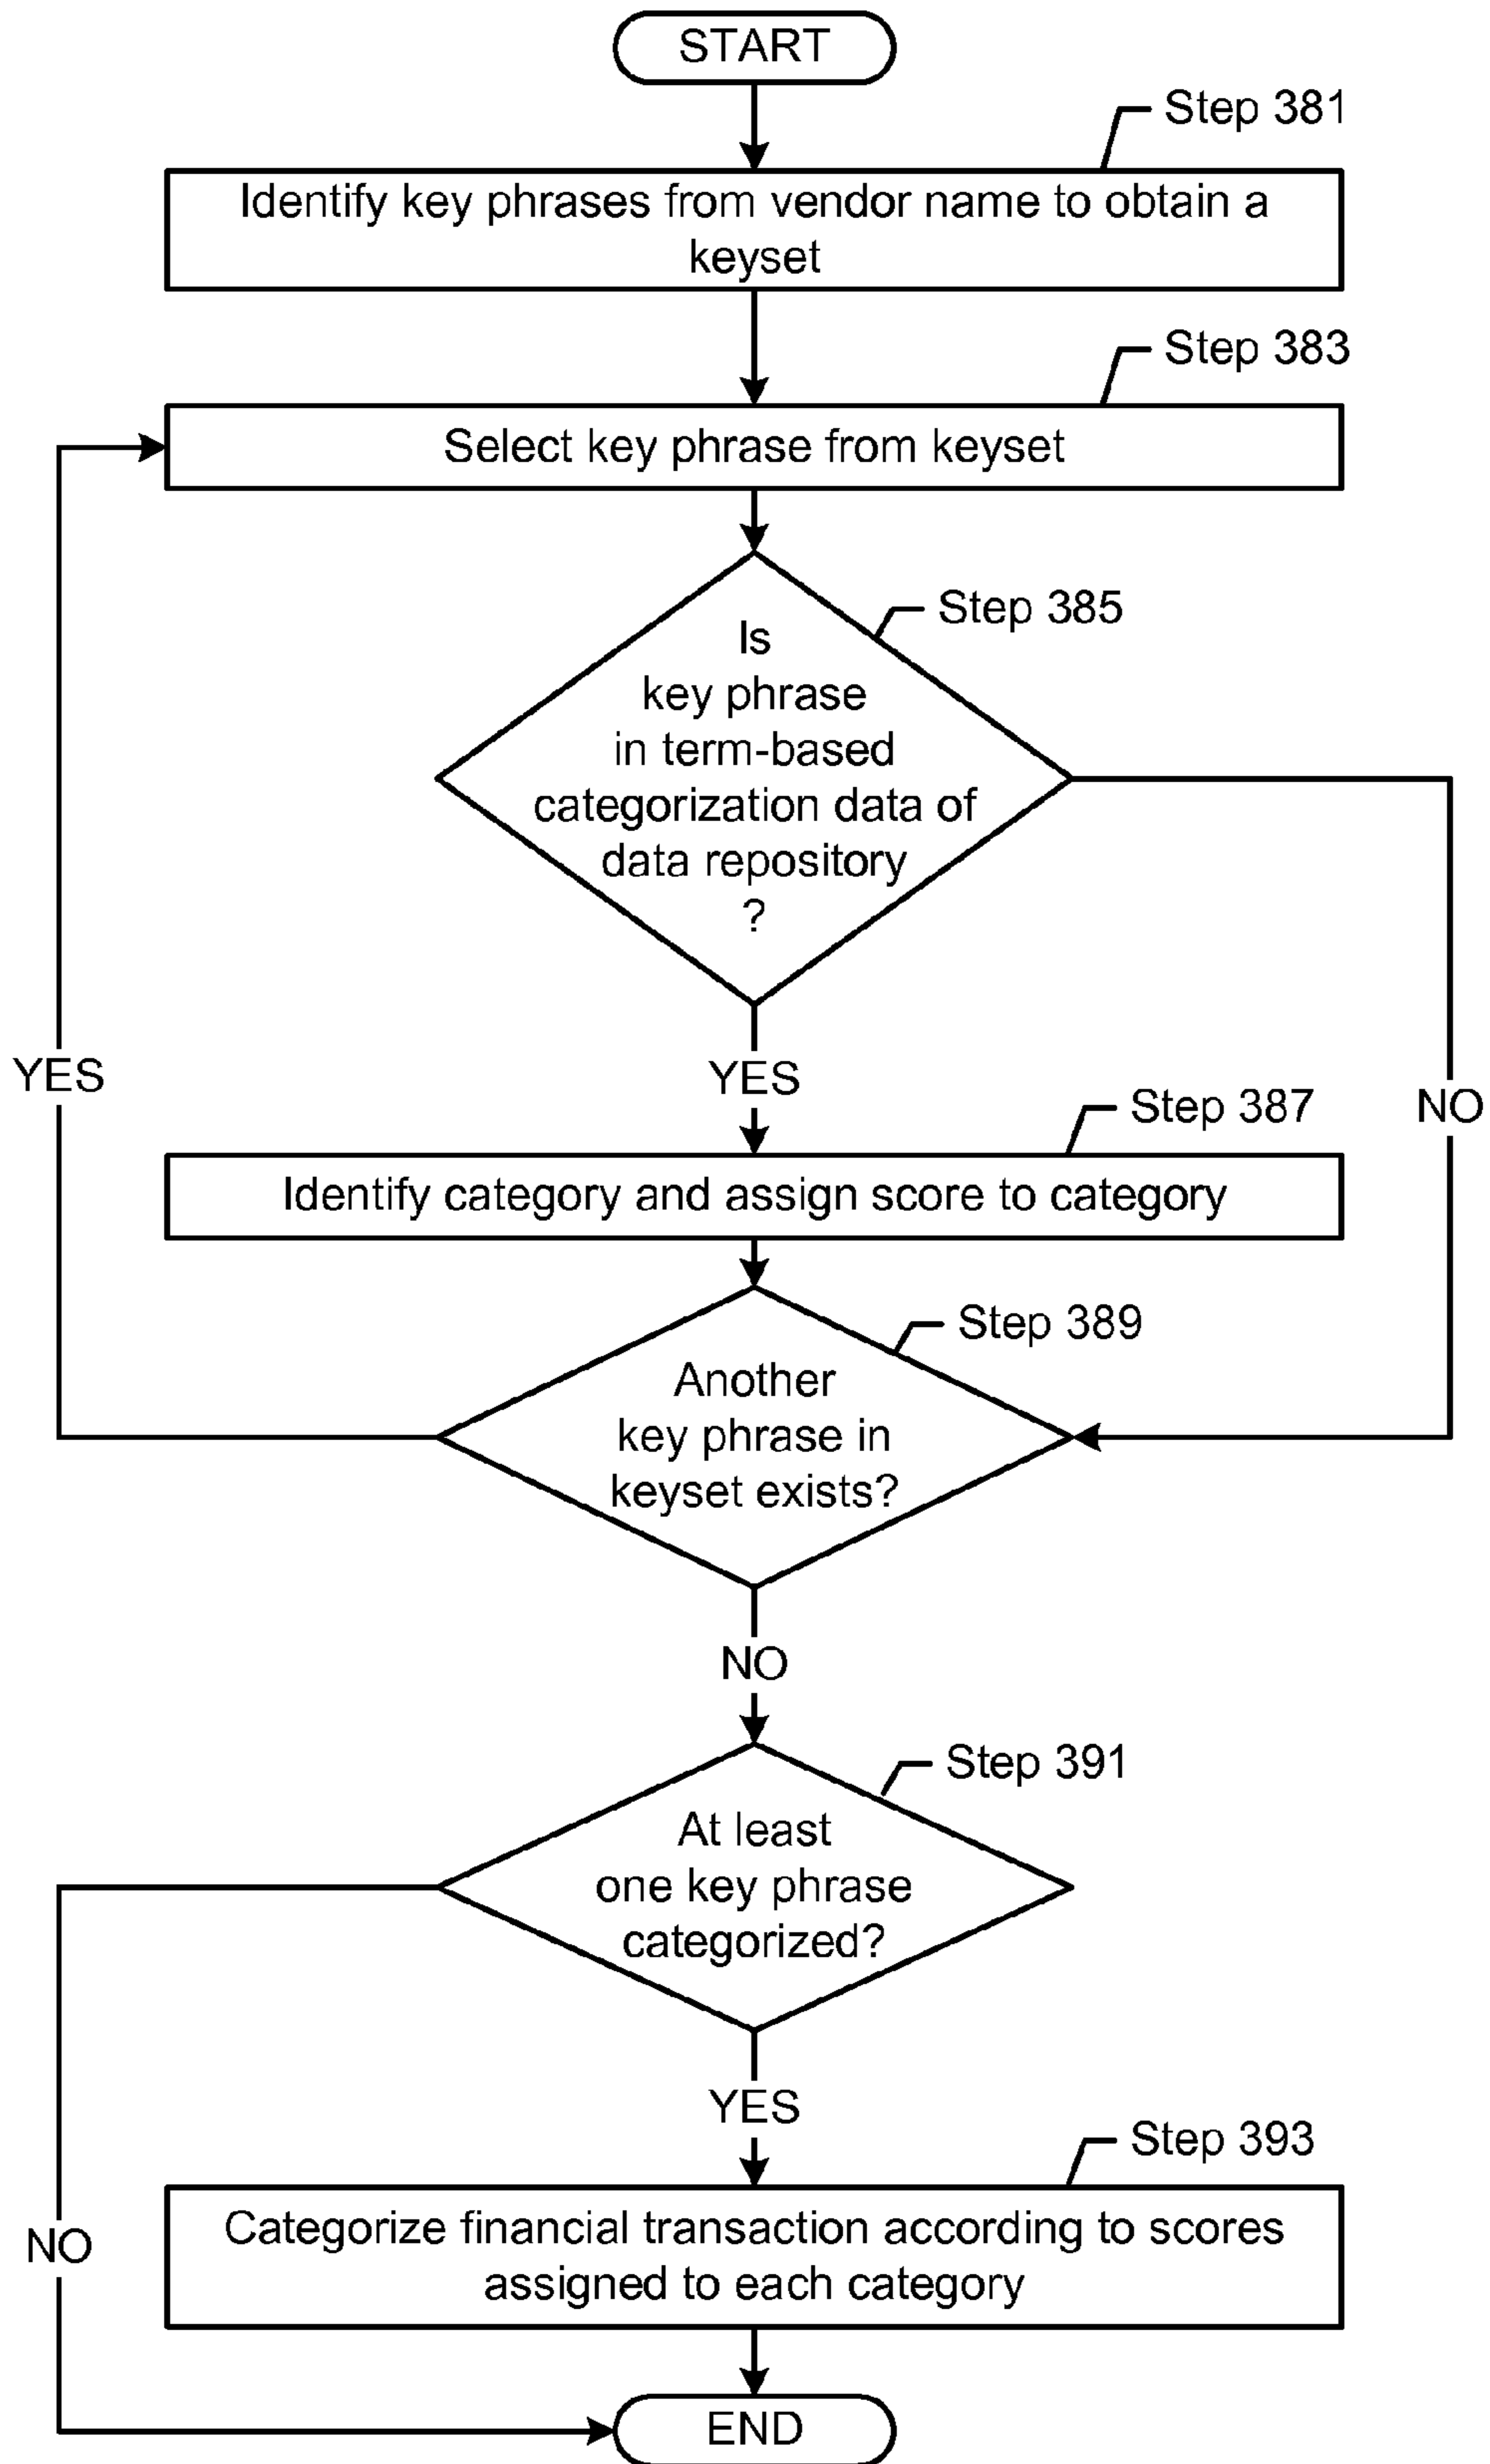 START
Step 381
Identify key phrases from vendor name to obtain a
keyset
Step 383
Select key phrase from keyset
Step 385
Is
key phrase
in term-based
categorization data of
data repository
?
YES
YES
NO
Step 387
Identify category and assign score to category
Step 389
Another
key phrase in
keyset exists?
NO
Step 391
At least
one key phrase
categorized?
YES
Step 393
Categorize financial transaction according to scores
assigned to each category
NO
END